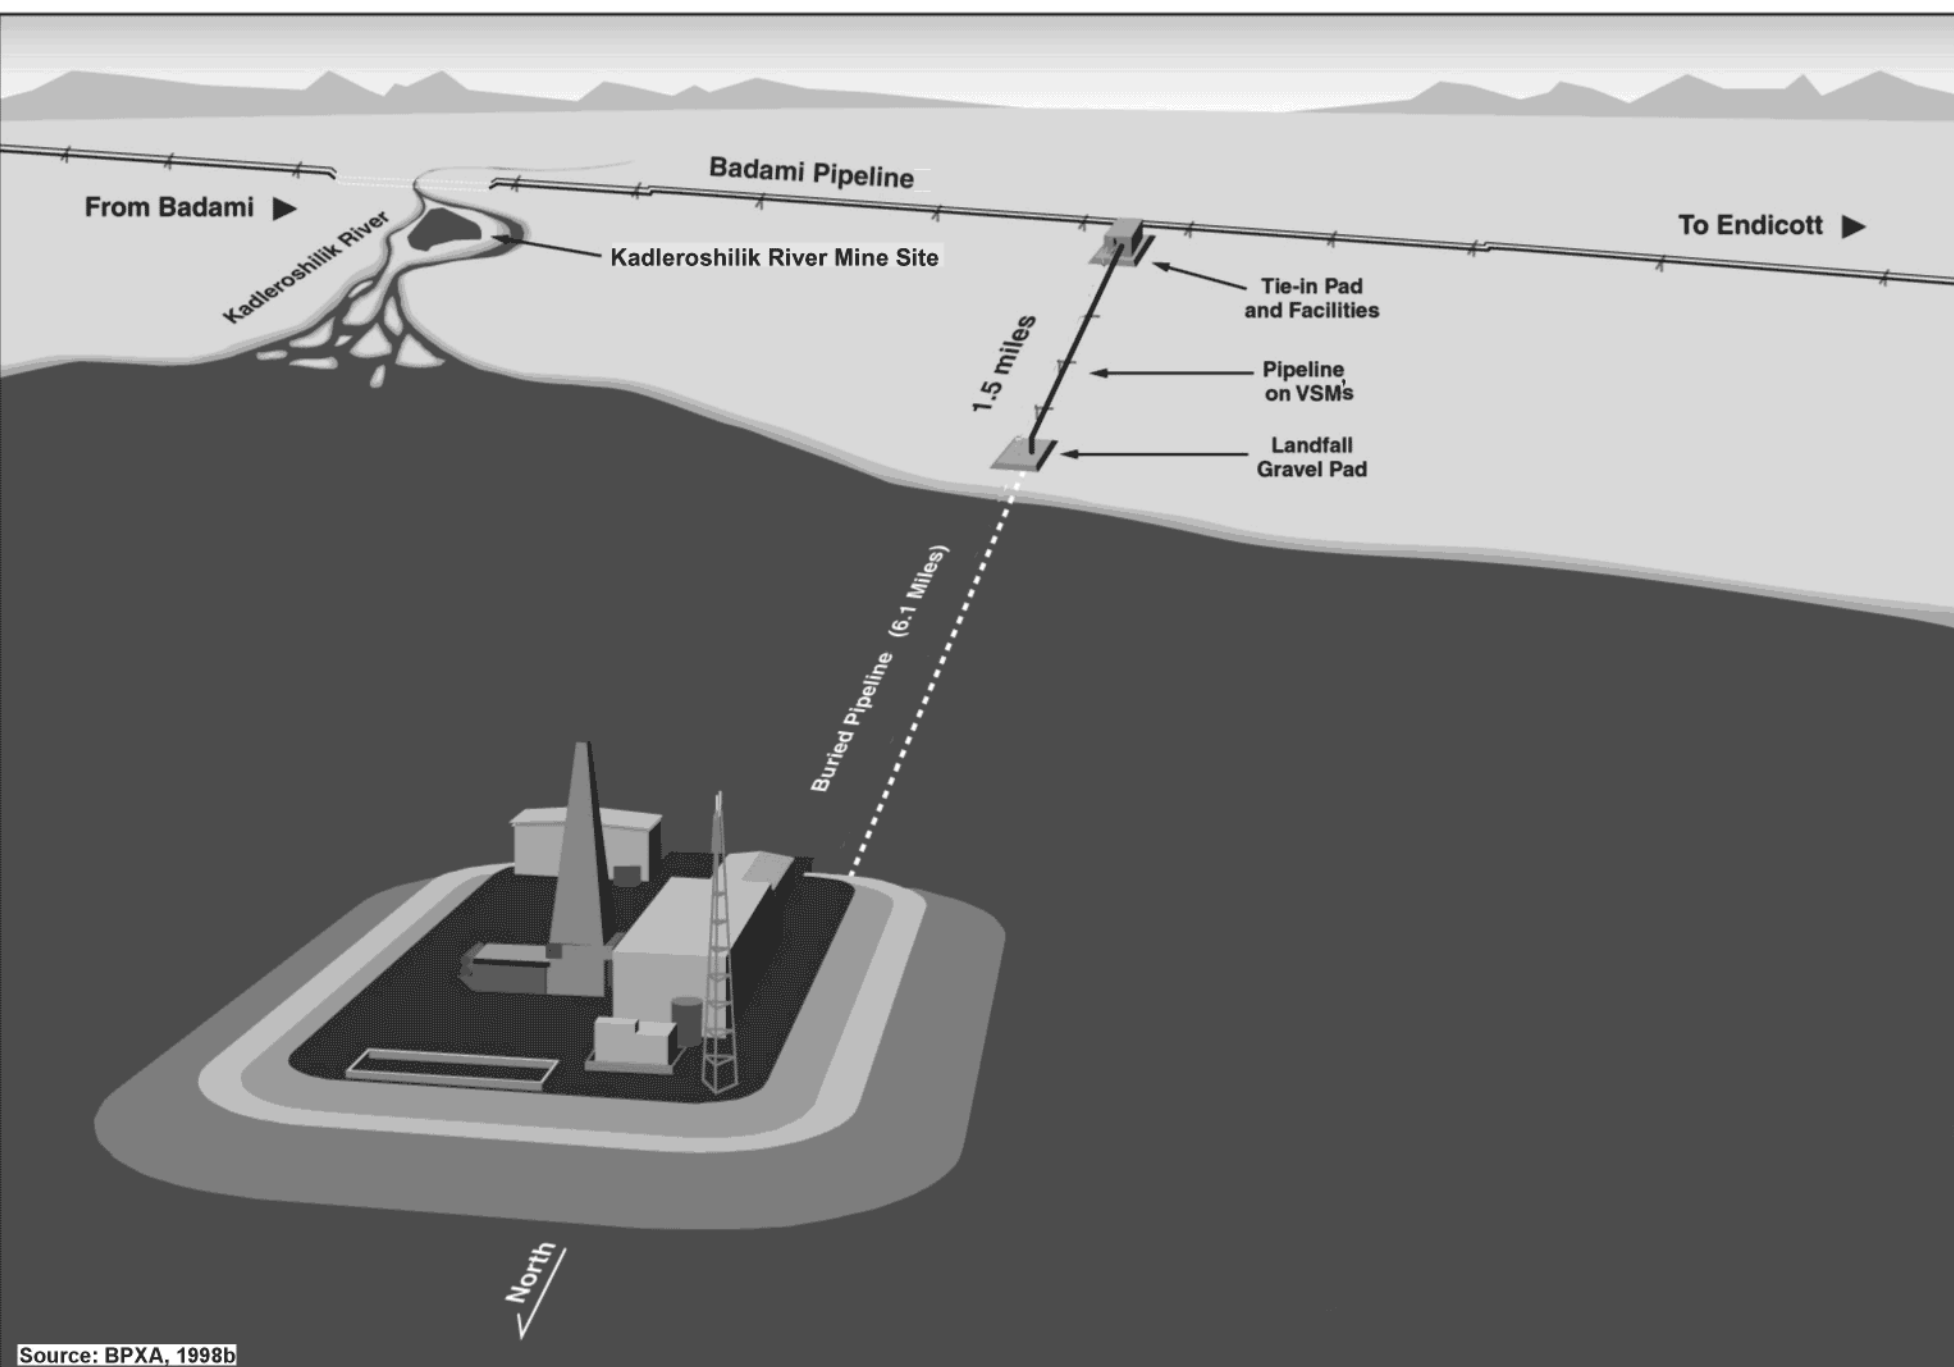 Badami Pipeline
From Badami
To Endicott
Kadleroshilik River
Kadleroshilik River Mine Site
Tie-in Pad
and Facilities
1.5 miles
Pipeline
on VSM's
Landfall
Gravel Pad
Buried Pipeline (6.1 Miles)
North
Source: BPXA, 1998b